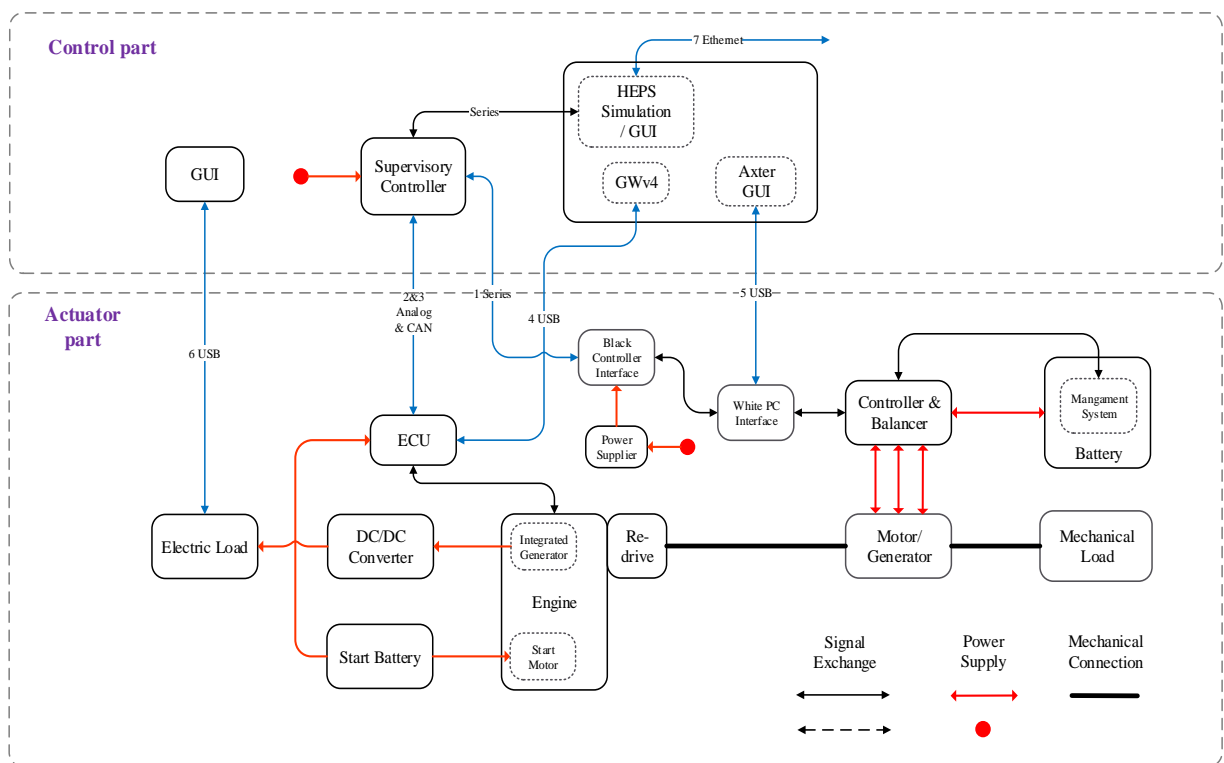 Control part
7 Ethernet
HEPS
Simulation
/ GUI
Series
GUI
Supervisory
Controller
GWv4
Axter
GUI
Actuator
part
2&3
Analog
& CAN
1 Series
4 USB
5 USB
6 USB
Black
Controller
Interface
White PC
Interface
Controller &
Balancer
Mangament
System
Battery
ECU
Power
Supplier
Electric Load
DC/DC
Converter
Integrated
Generator
Engine
Re-
drive
Motor/
Generator
Mechanical
Load
Start Battery
Start
Motor
Signal
Exchange
Power
Supply
Mechanical
Connection